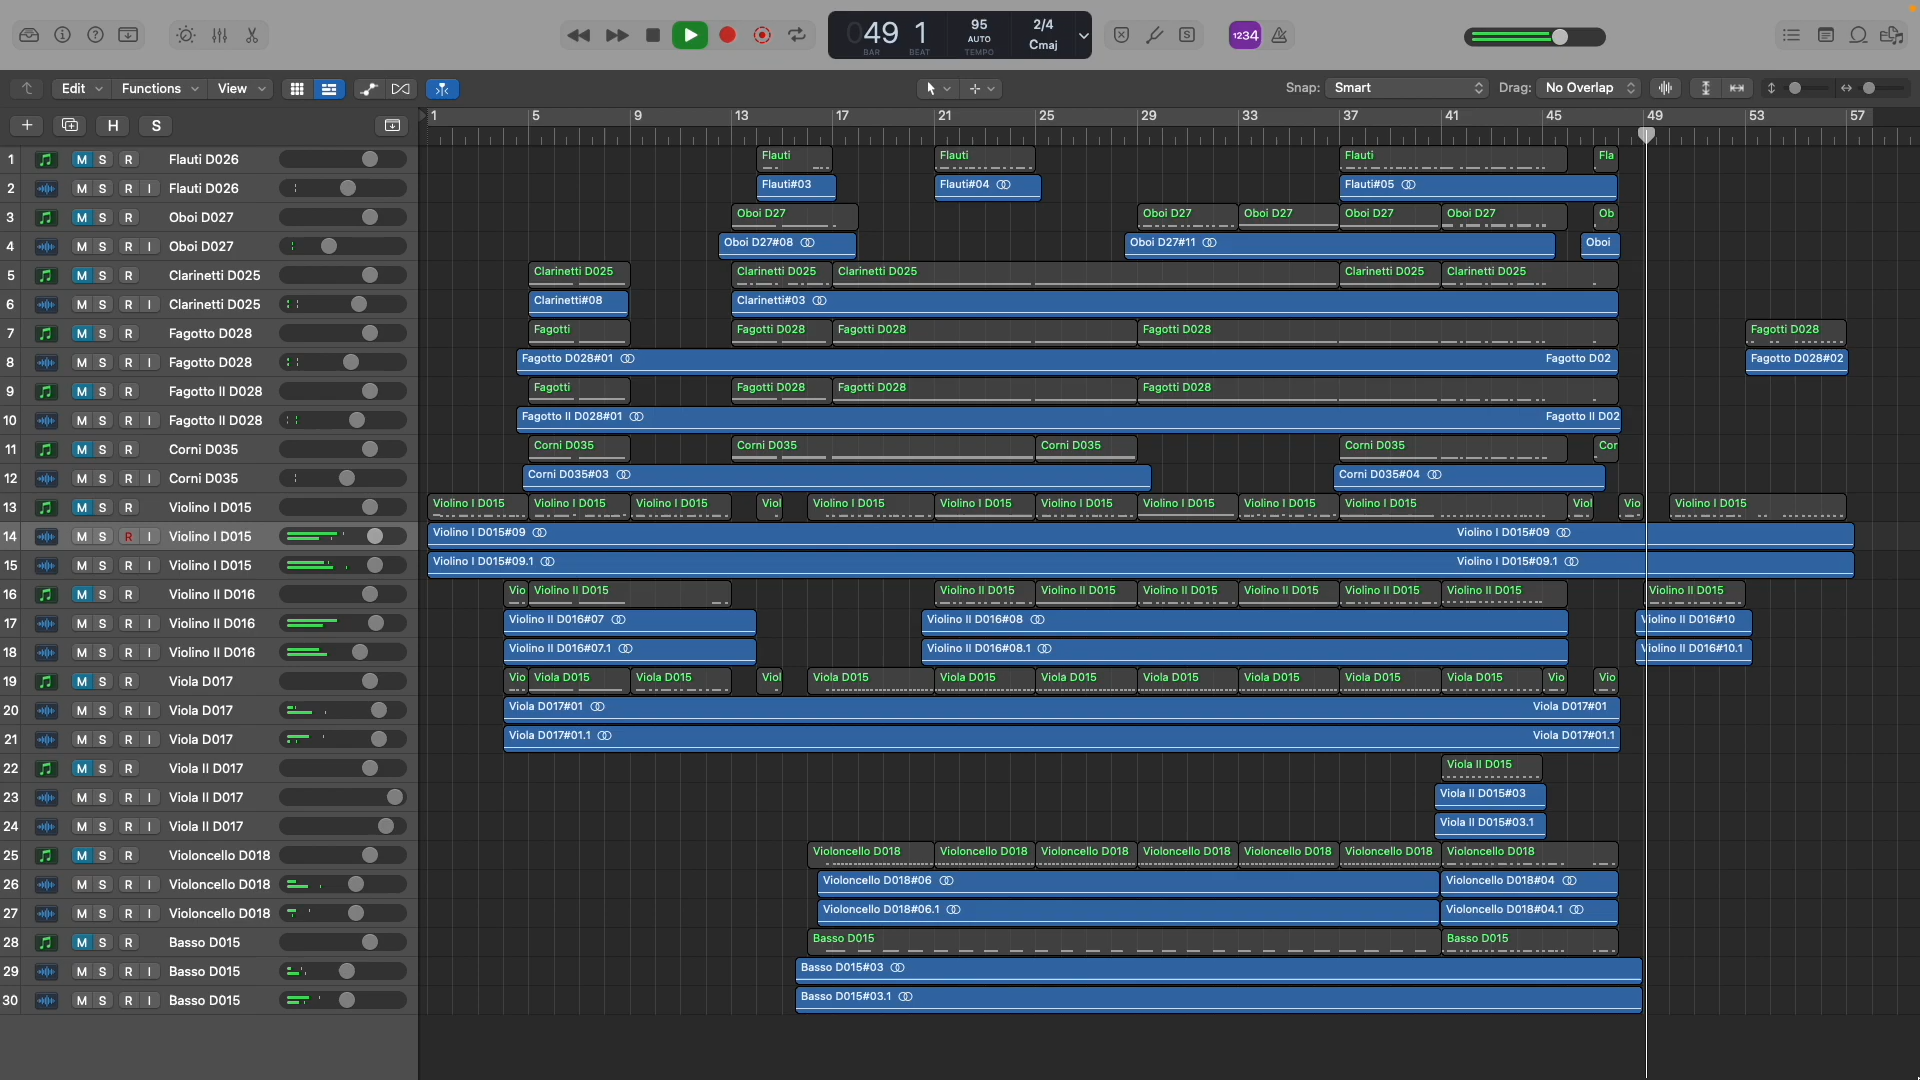 49 1 95 2/4
AUTO Cmaj
BAR BEAT TEMPO
S 1234
Edit Functions View Snap: Smart Drag: No Overlap
H S
1 5 9 13 17 21 25 29 33 37 41 45 49 53 57
1 M S R Flauti D026 Flauti Flauti Flauti Fla
2 M S R I Flauti D026 Flauti#03 Flauti#04 Flauti#05
3 M S R Oboi D027 Oboi D27 Oboi D27 Oboi D27 Oboi D27 Oboi D27 Ob
4 M S R I Oboi D027 Oboi D27#08 Oboi D27#11 Oboi
5 M S R Clarinetti D025 Clarinetti D025 Clarinetti D025 Clarinetti D025 Clarinetti D025 Clarinetti D025
6 M S R I Clarinetti D025 Clarinetti#08 Clarinetti#03
7 M S R Fagotto D028 Fagotti Fagotti D028 Fagotti D028 Fagotti D028 Fagotti D028
8 M S R I Fagotto D028 Fagotto D028#01 Fagotto D02 Fagotto D028#02
9 M S R Fagotto II D028 Fagotti Fagotti D028 Fagotti D028 Fagotti D028
10 M S R I Fagotto II D028 Fagotto II D028#01 Fagotto II D02
11 M S R Corni D035 Corni D035 Corni D035 Corni D035 Corni D035 Cor
12 M S R I Corni D035 Corni D035#03 Corni D035#04
13 M S R Violino I D015 Violino I D015 Violino I D015 Violino I D015 Viol Violino I D015 Violino I D015 Violino I D015 Violino I D015 Violino I D015 Violino I D015 Viol Vio Violino I D015
14 M S R I Violino I D015 Violino I D015#09 Violino I D015#09
15 M S R I Violino I D015 Violino I D015#09.1 Violino I D015#09.1
16 M S R Violino II D016 Vio Violino II D015 Violino II D015 Violino II D015 Violino II D015 Violino II D015 Violino II D015 Violino II D015 Violino II D015
17 M S R I Violino II D016 Violino II D016#07 Violino II D016#08 Violino II D016#10
18 M S R I Violino II D016 Violino II D016#07.1 Violino II D016#08.1 Violino II D016#10.1
19 M S R Viola D017 Vio Viola D015 Viola D015 Viol Viola D015 Viola D015 Viola D015 Viola D015 Viola D015 Viola D015 Viola D015 Vio Vio
20 M S R I Viola D017 Viola D017#01 Viola D017#01
21 M S R I Viola D017 Viola D017#01.1 Viola D017#01.1
22 M S R Viola II D017 Viola II D015
23 M S R I Viola II D017 Viola II D015#03
24 M S R I Viola II D017 Viola II D015#03.1
25 M S R Violoncello D018 Violoncello D018 Violoncello D018 Violoncello D018 Violoncello D018 Violoncello D018 Violoncello D018 Violoncello D018
26 M S R I Violoncello D018 Violoncello D018#06 Violoncello D018#04
27 M S R I Violoncello D018 Violoncello D018#06.1 Violoncello D018#04.1
28 M S R Basso D015 Basso D015 Basso D015
29 M S R I Basso D015 Basso D015#03
30 M S R I Basso D015 Basso D015#03.1